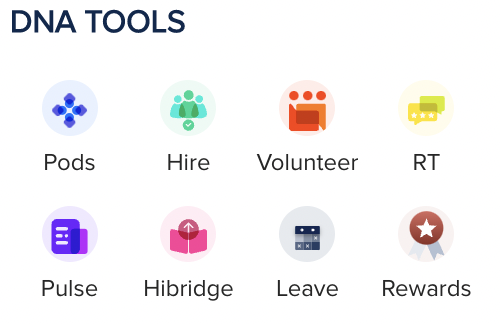 DNA TOOLS
Pods Hire Volunteer RT
Pulse Hibridge Leave Rewards